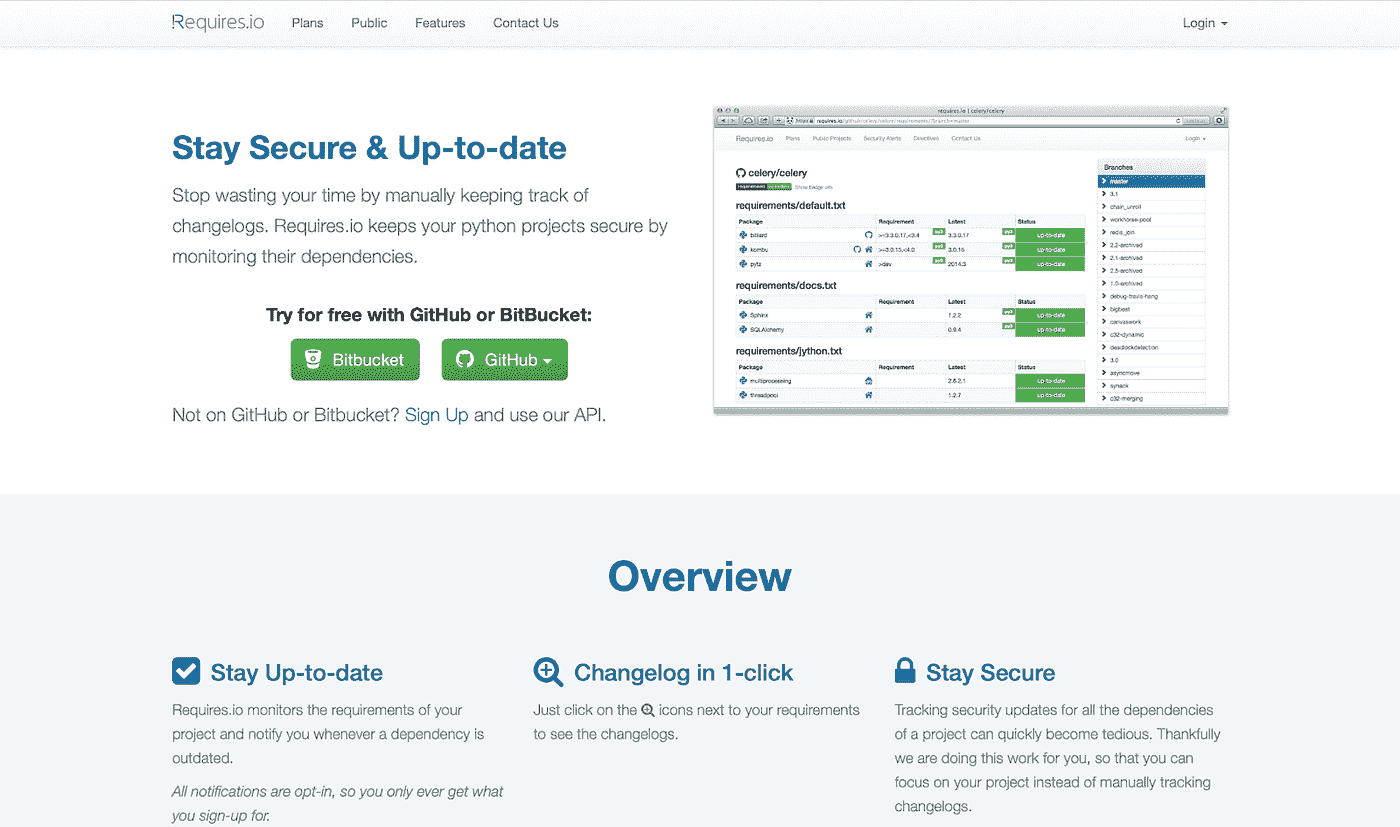 Requires.io Plans Public Features Contact Us Login
Stay Secure & Up-to-date
Stop wasting your time by manually keeping track of
changelogs. Requires.io keeps your python projects secure by
monitoring their dependencies.
Try for free with GitHub or BitBucket:
Bitbucket GitHub
Not on GitHub or Bitbucket? Sign Up and use our API.
requires.io | celery/celery
Requires.io Plans Public Projects Security Alerts Directives Contact Us Login
celery/celery
Show badge urls
requirements/default.txt
Package Requirement Latest Status
billiard >=3.3.0.17,<3.4 py3 3.3.0.17 py3 up-to-date
kombu >=3.0.15,<4.0 py3 3.0.16 up-to-date
pytz >dev py3 2014.3 py3 up-to-date
requirements/docs.txt
Package Requirement Latest Status
Sphinx 1.2.2 py3 up-to-date
SQLAlchemy 0.9.4 py3 up-to-date
requirements/jython.txt
Package Requirement Latest Status
multiprocessing 2.6.2.1 up-to-date
threadpool 1.2.7 up-to-date
Branches
master
3.1
chain_unroll
workhorse-pool
redis_join
2.2-archived
2.1-archived
2.5-archived
1.0-archived
debug-travis-hang
bigbest
canvaswork
c32-dynamic
deadlockdetection
3.0
asyncmove
synack
c32-merging
Overview
Stay Up-to-date
Requires.io monitors the requirements of your
project and notify you whenever a dependency is
outdated.
All notifications are opt-in, so you only ever get what
you sign-up for.
Changelog in 1-click
Just click on the icons next to your requirements
to see the changelogs.
Stay Secure
Tracking security updates for all the dependencies
of a project can quickly become tedious. Thankfully
we are doing this work for you, so that you can
focus on your project instead of manually tracking
changelogs.